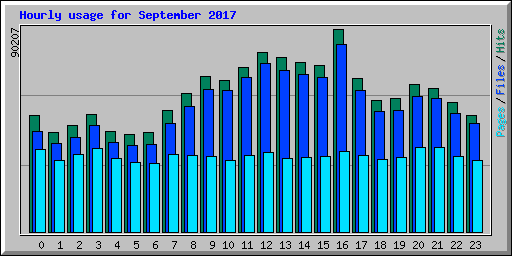 Hourly usage for September 2017
90207
Pages / Files / Hits
0 1 2 3 4 5 6 7 8 9 10 11 12 13 14 15 16 17 18 19 20 21 22 23